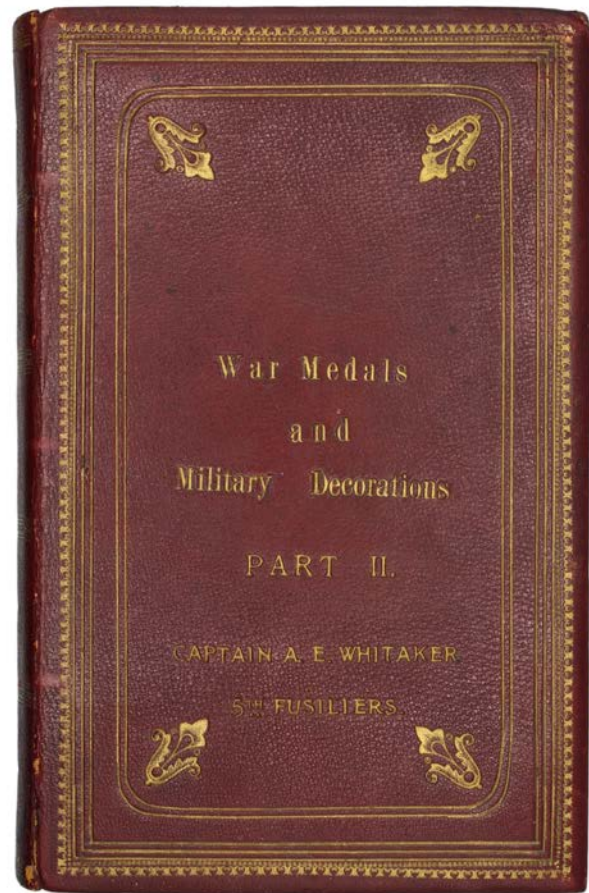 War Medals
and
Military Decorations
PART II.
CAPTAIN A. E. WHITAKER
5TH FUSILIERS.